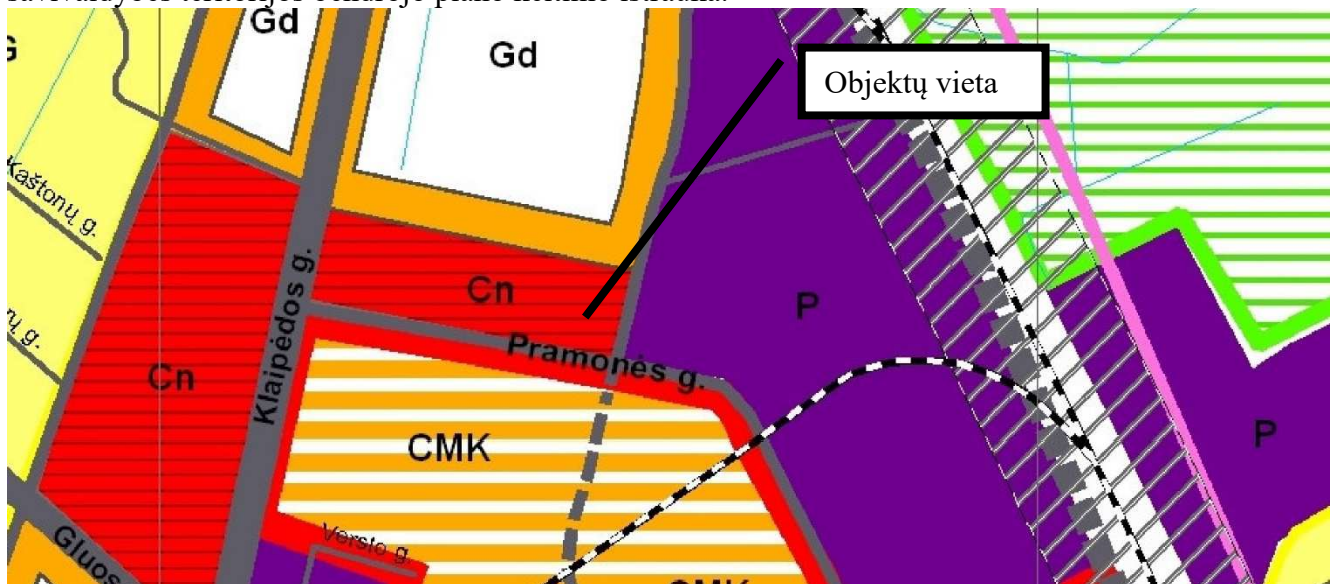 Gd
Gd
Objektų vieta
Kaštonų g.
Cn
Klaipėdos g.
Cn
P
Pramonės g.
CMK
P
Verslo g.